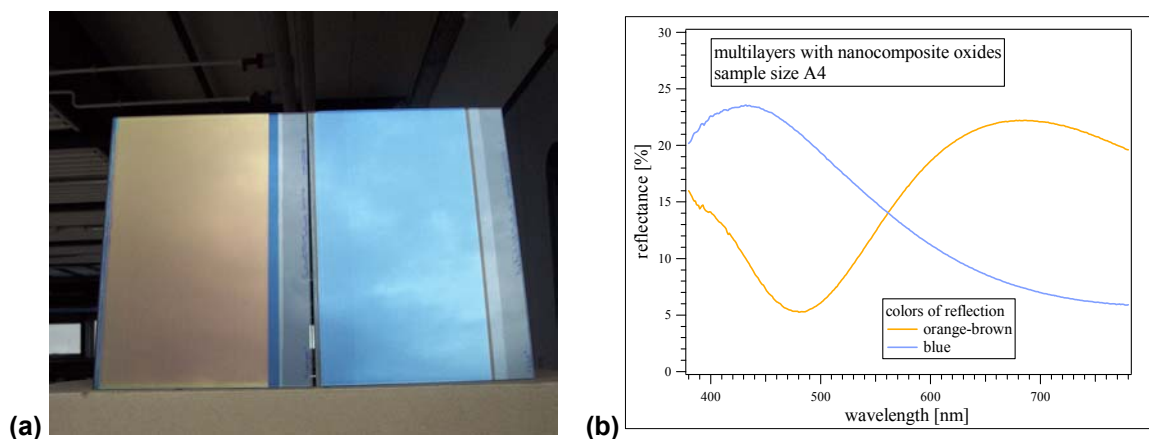 (a)
(b)
multilayers with nanocomposite oxides
sample size A4
reflectance [%]
30
25
20
15
10
5
0
400
500
600
700
wavelength [nm]
colors of reflection
orange-brown
blue